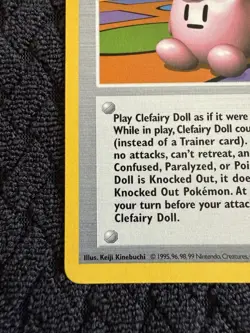 Play Clefairy Doll as if it were
While in play, Clefairy Doll cou
(instead of a Trainer card).
no attacks, can't retreat, an
Confused, Paralyzed, or Poi
Doll is Knocked Out, it does
Knocked Out Pokémon. At
your turn before your attac
Clefairy Doll.
Illus. Keiji Kinebuchi © 1995, 96, 98, 99 Nintendo, Creatures,